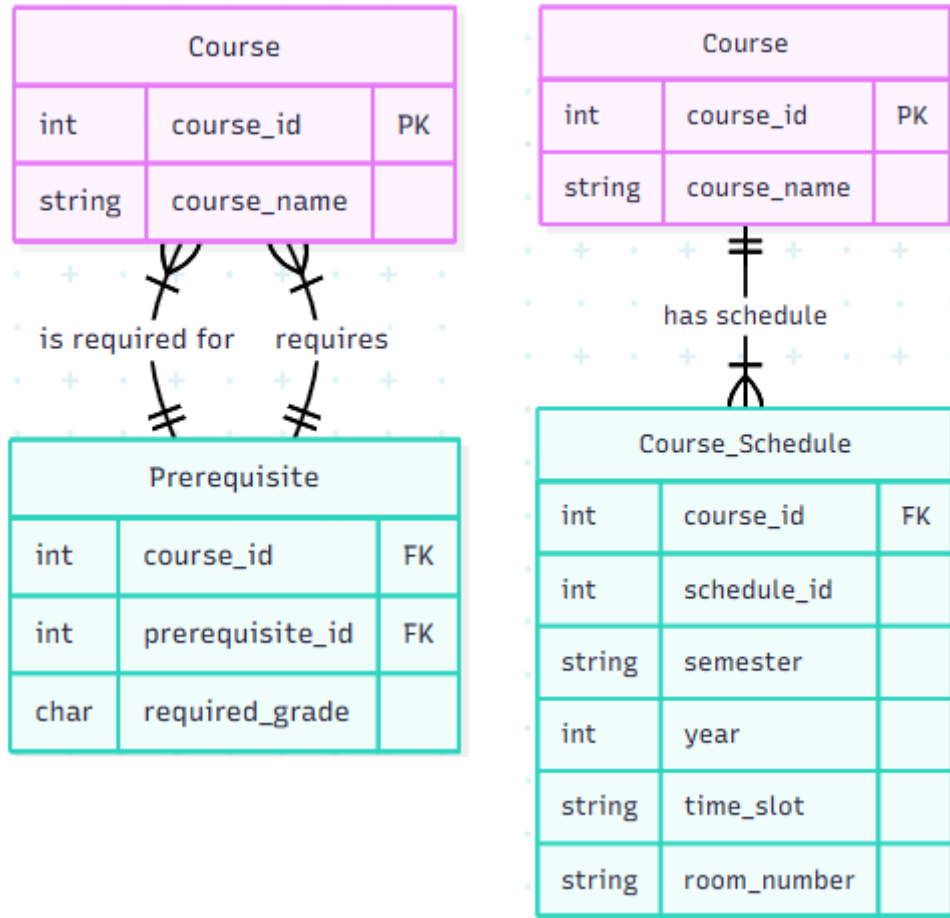 Course
int course_id PK
string course_name
is required for requires
Prerequisite
int course_id FK
int prerequisite_id FK
char required_grade
Course
int course_id PK
string course_name
has schedule
Course_Schedule
int course_id FK
int schedule_id
string semester
int year
string time_slot
string room_number